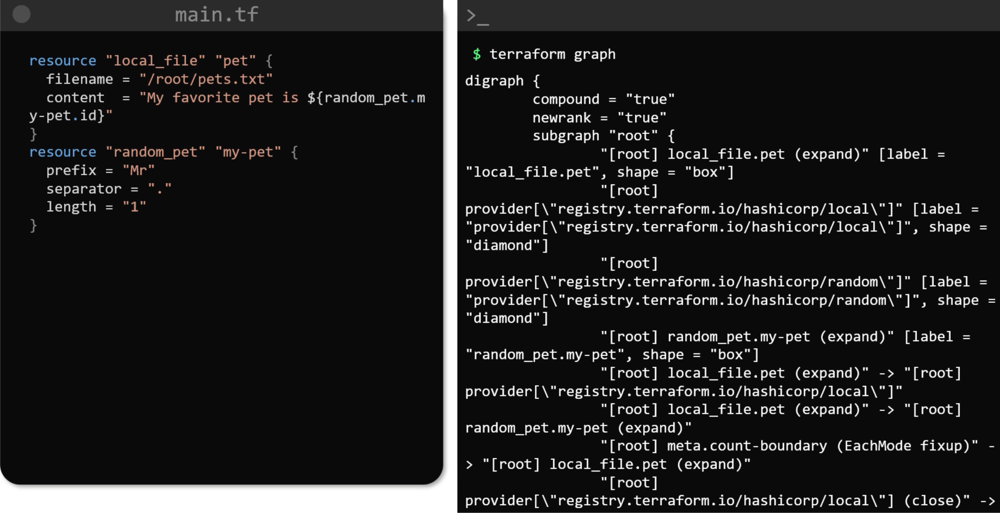 main.tf
resource "local_file" "pet" {
  filename = "/root/pets.txt"
  content  = "My favorite pet is ${random_pet.m
y-pet.id}"
}
resource "random_pet" "my-pet" {
  prefix = "Mr"
  separator = "."
  length = "1"
}
>_
$ terraform graph
digraph {
        compound = "true"
        newrank = "true"
        subgraph "root" {
                "[root] local_file.pet (expand)" [label =
"local_file.pet", shape = "box"]
                "[root]
provider[\"registry.terraform.io/hashicorp/local\"]" [label =
"provider[\"registry.terraform.io/hashicorp/local\"]", shape =
"diamond"]
                "[root]
provider[\"registry.terraform.io/hashicorp/random\"]" [label =
"provider[\"registry.terraform.io/hashicorp/random\"]", shape =
"diamond"]
                "[root] random_pet.my-pet (expand)" [label =
"random_pet.my-pet", shape = "box"]
                "[root] local_file.pet (expand)" -> "[root]
provider[\"registry.terraform.io/hashicorp/local\"]"
                "[root] local_file.pet (expand)" -> "[root]
random_pet.my-pet (expand)"
                "[root] meta.count-boundary (EachMode fixup)" -
> "[root] local_file.pet (expand)"
                "[root]
provider[\"registry.terraform.io/hashicorp/local\"] (close)" ->